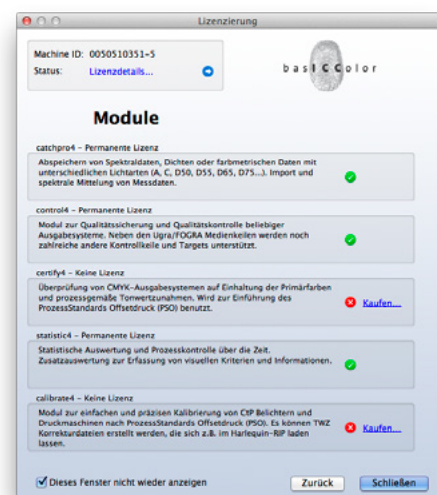 Lizenzierung
Machine ID: 0050510351-5
Status: Lizenzdetails...
basICColor
Module
catchpro4 - Permanente Lizenz
Abspeichern von Spektraldaten, Dichten oder farbmetrischen Daten mit
unterschiedlichen Lichtarten (A, C, D50, D55, D65, D75...). Import und
spektrale Mittelung von Messdaten.
control4 - Permanente Lizenz
Modul zur Qualitätssicherung und Qualitätskontrolle beliebiger
Ausgabesysteme. Neben den Ugra/FOGRA Medienkeilen werden noch
zahlreiche andere Kontrollkeile und Targets unterstützt.
certify4 - Keine Lizenz
Überprüfung von CMYK-Ausgabesystemen auf Einhaltung der Primärfarben
und prozessgemäße Tonwertzunahmen. Wird zur Einführung des
ProzessStandards Offsetdruck (PSO) benutzt.
Kaufen...
statistic4 - Permanente Lizenz
Statistische Auswertung und Prozesskontrolle über die Zeit.
Zusatzauswertung zur Erfassung von visuellen Kriterien und Informationen.
calibrate4 - Keine Lizenz
Modul zur einfachen und präzisen Kalibrierung von CtP Belichtern und
Druckmaschinen nach ProzessStandards Offsetdruck (PSO). Es können TWZ
Korrekturdateien erstellt werden, die sich z.B. im Harlequin-RIP laden
lassen.
Kaufen...
Dieses Fenster nicht wieder anzeigen
Zurück
Schließen